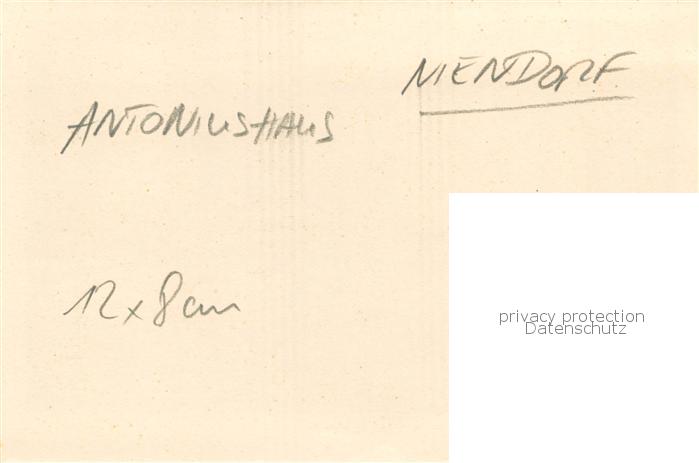 NIENDORF
ANTONIUSHAUS
12 x 8 cm
privacy protection
Datenschutz